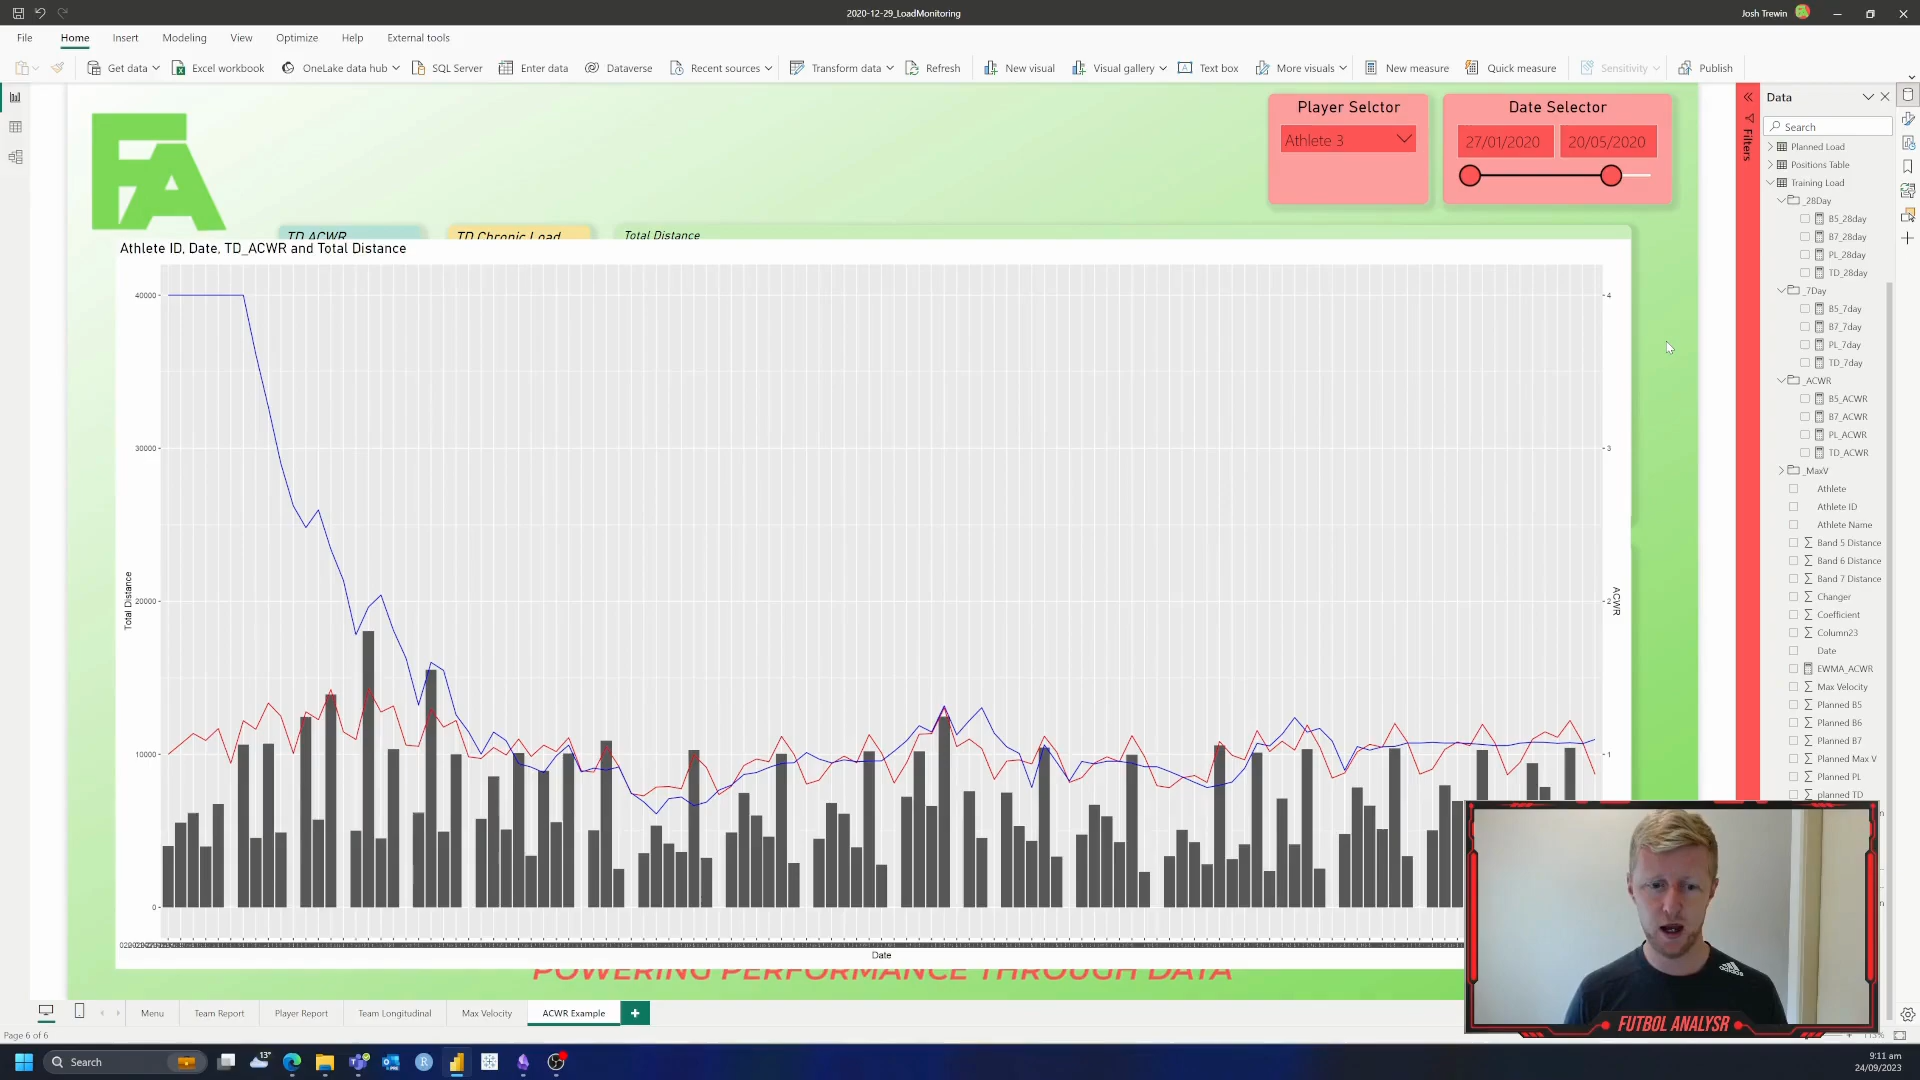 2020-12-29_LoadMonitoring
Josh Trewin
File Home Insert Modeling View Optimize Help External tools
Get data Excel workbook OneLake data hub SQL Server Enter data Dataverse Recent sources Transform data Refresh New visual Visual gallery Text box More visuals New measure Quick measure Sensitivity Publish
FA
Player Selctor
Athlete 3
Date Selector
27/01/2020 20/05/2020
TD ACWR
TD Chronic Load
Total Distance
Athlete ID, Date, TD_ACWR and Total Distance
40000
30000
20000
10000
0
Total Distance
4
3
2
1
ACWR
Date
POWERING PERFORMANCE THROUGH DATA
Filters
Data
Search
Planned Load
Positions Table
Training Load
_28Day
B5_28day
B7_28day
PL_28day
TD_28day
_7Day
B5_7day
B7_7day
PL_7day
TD_7day
_ACWR
B5_ACWR
B7_ACWR
PL_ACWR
TD_ACWR
_MaxV
Athlete
Athlete ID
Athlete Name
Band 5 Distance
Band 6 Distance
Band 7 Distance
Changer
Coefficient
Column23
Date
EWMA_ACWR
Max Velocity
Planned B5
Planned B6
Planned B7
Planned Max V
Planned PL
planned TD
adidas
FUTBOL ANALYSR
Menu Team Report Player Report Team Longitudinal Max Velocity ACWR Example
Page 6 of 6
Search
13°
9:11 am
24/09/2023